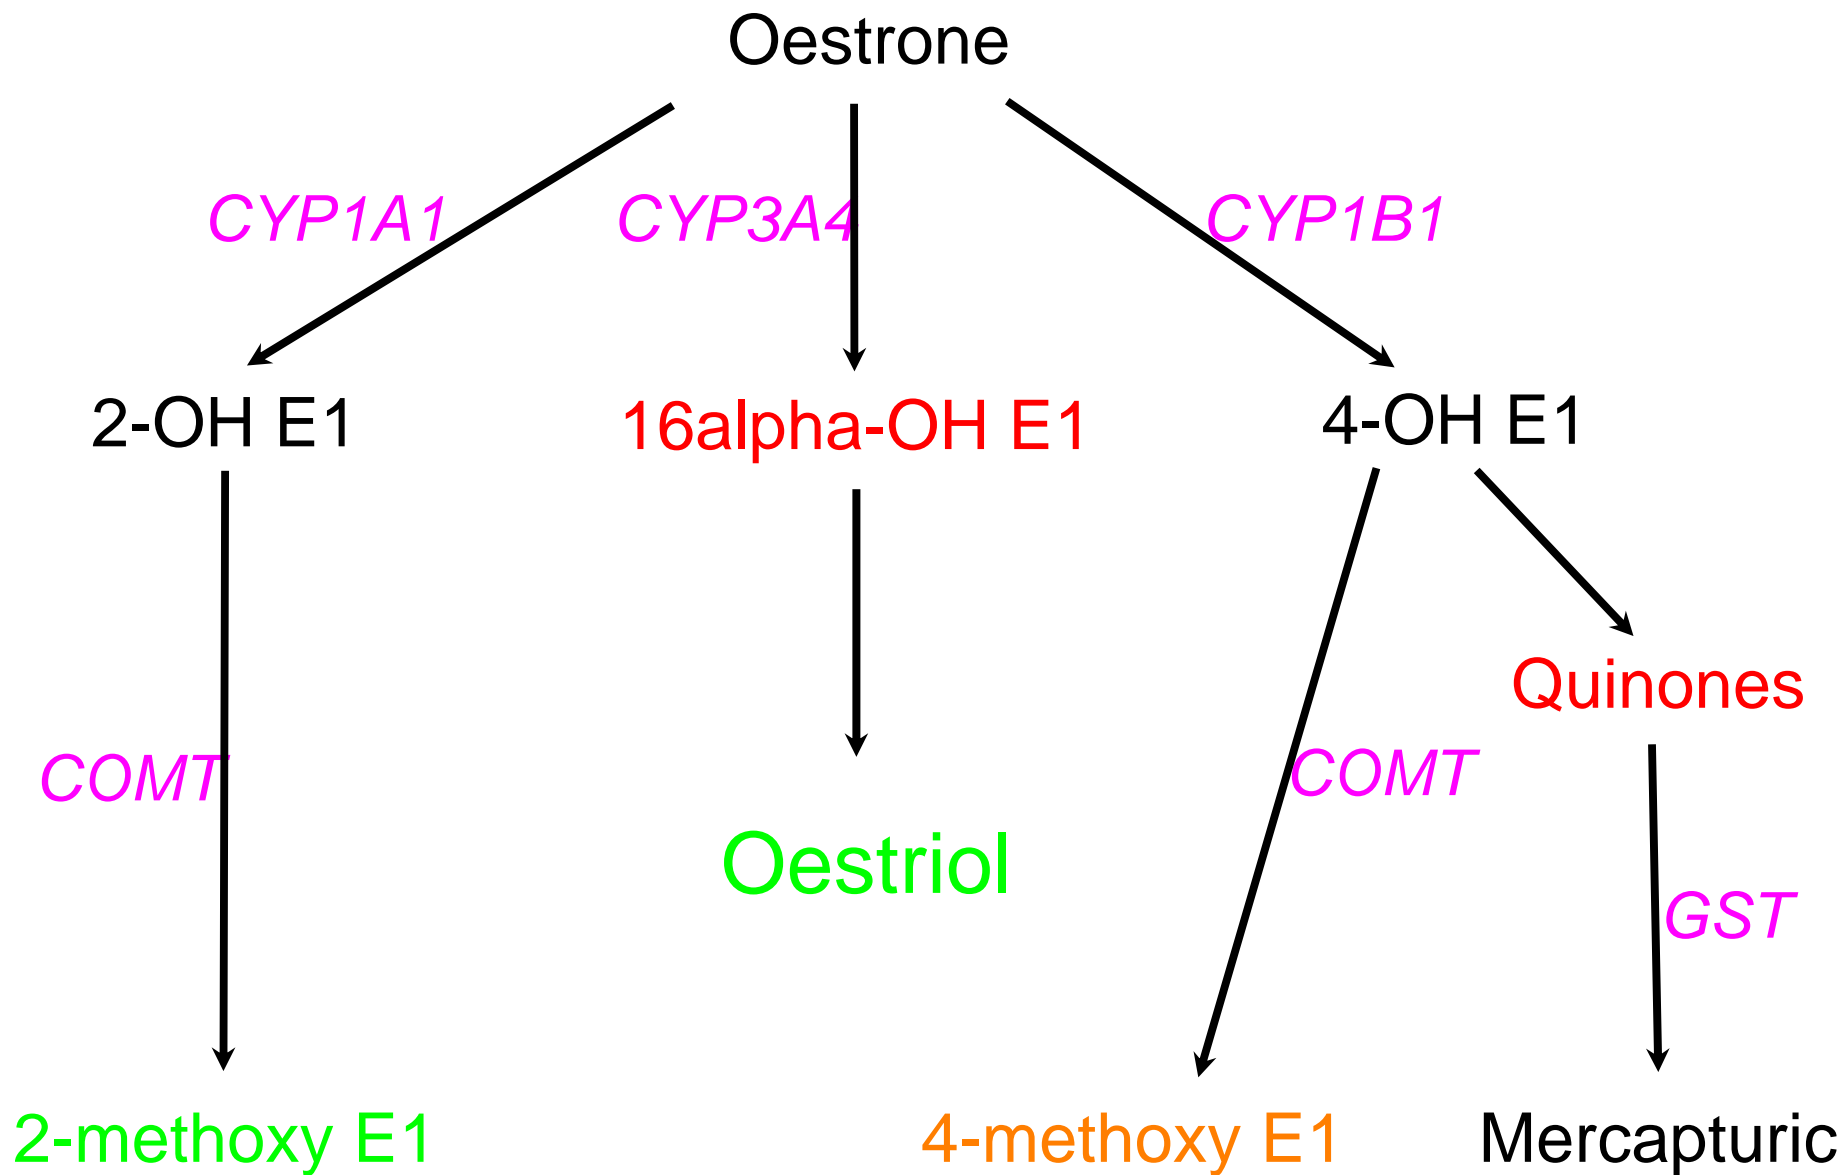 Oestrone
CYP1A1
CYP3A4
CYP1B1
2-OH E1
16alpha-OH E1
4-OH E1
Quinones
COMT
COMT
Oestriol
GST
2-methoxy E1
4-methoxy E1
Mercapturic